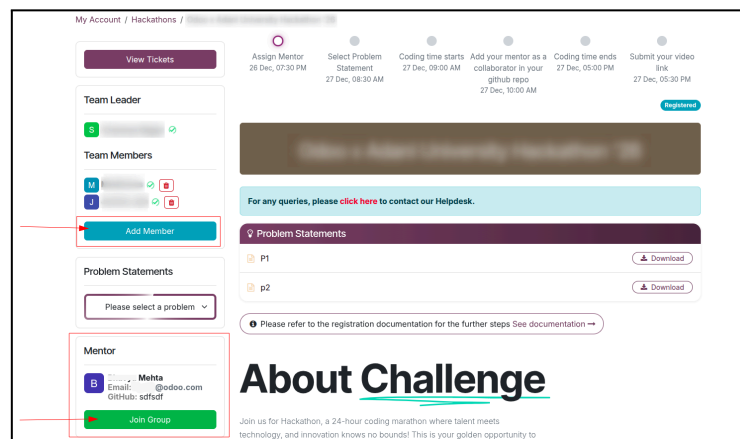 My Account / Hackathons /
View Tickets
Team Leader
S
Team Members
M
J
Add Member
Problem Statements
Please select a problem
Mentor
B
Mehta
Email: @odoo.com
GitHub: sdfsdf
Join Group
Assign Mentor
26 Dec, 07:30 PM
Select Problem
Statement
27 Dec, 08:30 AM
Coding time starts
27 Dec, 09:00 AM
Add your mentor as a
collaborator in your
github repo
27 Dec, 10:00 AM
Coding time ends
27 Dec, 05:00 PM
Submit your video
link
27 Dec, 05:30 PM
Registered
For any queries, please click here to contact our Helpdesk.
Problem Statements
P1
Download
p2
Download
Please refer to the registration documentation for the further steps See documentation →
About Challenge
Join us for Hackathon, a 24-hour coding marathon where talent meets
technology, and innovation knows no bounds! This is your golden opportunity to